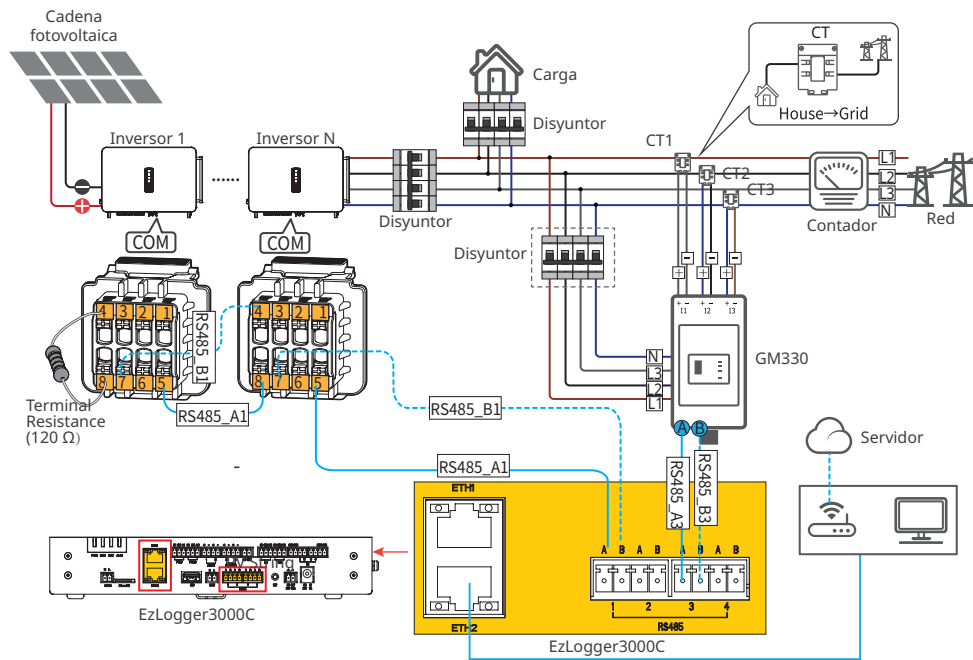 Cadena
fotovoltaica
Inversor 1
Inversor N
Carga
Disyuntor
CT
House→Grid
CT1
CT2
CT3
L1
L2
L3
N
Disyuntor
Contador
Red
COM
COM
Disyuntor
4 3 2 1
8 7 6 5
4 3 2 1
8 7 6 5
RS485_B1
RS485_A1
Terminal
Resistance
(120 Ω)
RS485_B1
RS485_A1
-
+ - + - + -
+ - + - + -
I1 I2 I3
GM330
N
L3
L2
L1
A B
RS485_A3
RS485_B3
Servidor
ETH1
ETH2
A B A B A B A B
1 2 3 4
RS485
EzLogger3000C
EzLogger3000C